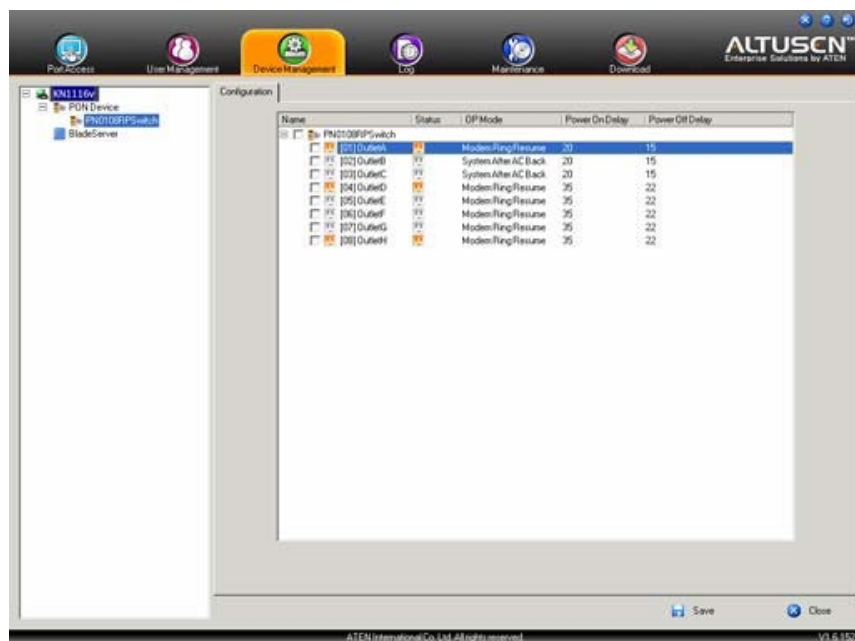 ALTUSCN™
Enterprise Solutions by ATEN
Port Access User Management Device Management Log Maintenance Download
KN1116v
PON Device
PN0108RPSwitch
BladeServer
Configuration
Name Status OP Mode Power On Delay Power Off Delay
PN0108RPSwitch
[01] OutletA Modem Ring Resume 20 15
[02] OutletB System After AC Back 20 15
[03] OutletC System After AC Back 20 15
[04] OutletD Modem Ring Resume 35 22
[05] OutletE Modem Ring Resume 35 22
[06] OutletF Modem Ring Resume 35 22
[07] OutletG Modem Ring Resume 35 22
[08] OutletH Modem Ring Resume 35 22
Save Close
ATEN International Co., Ltd. All rights reserved. V3.6.15